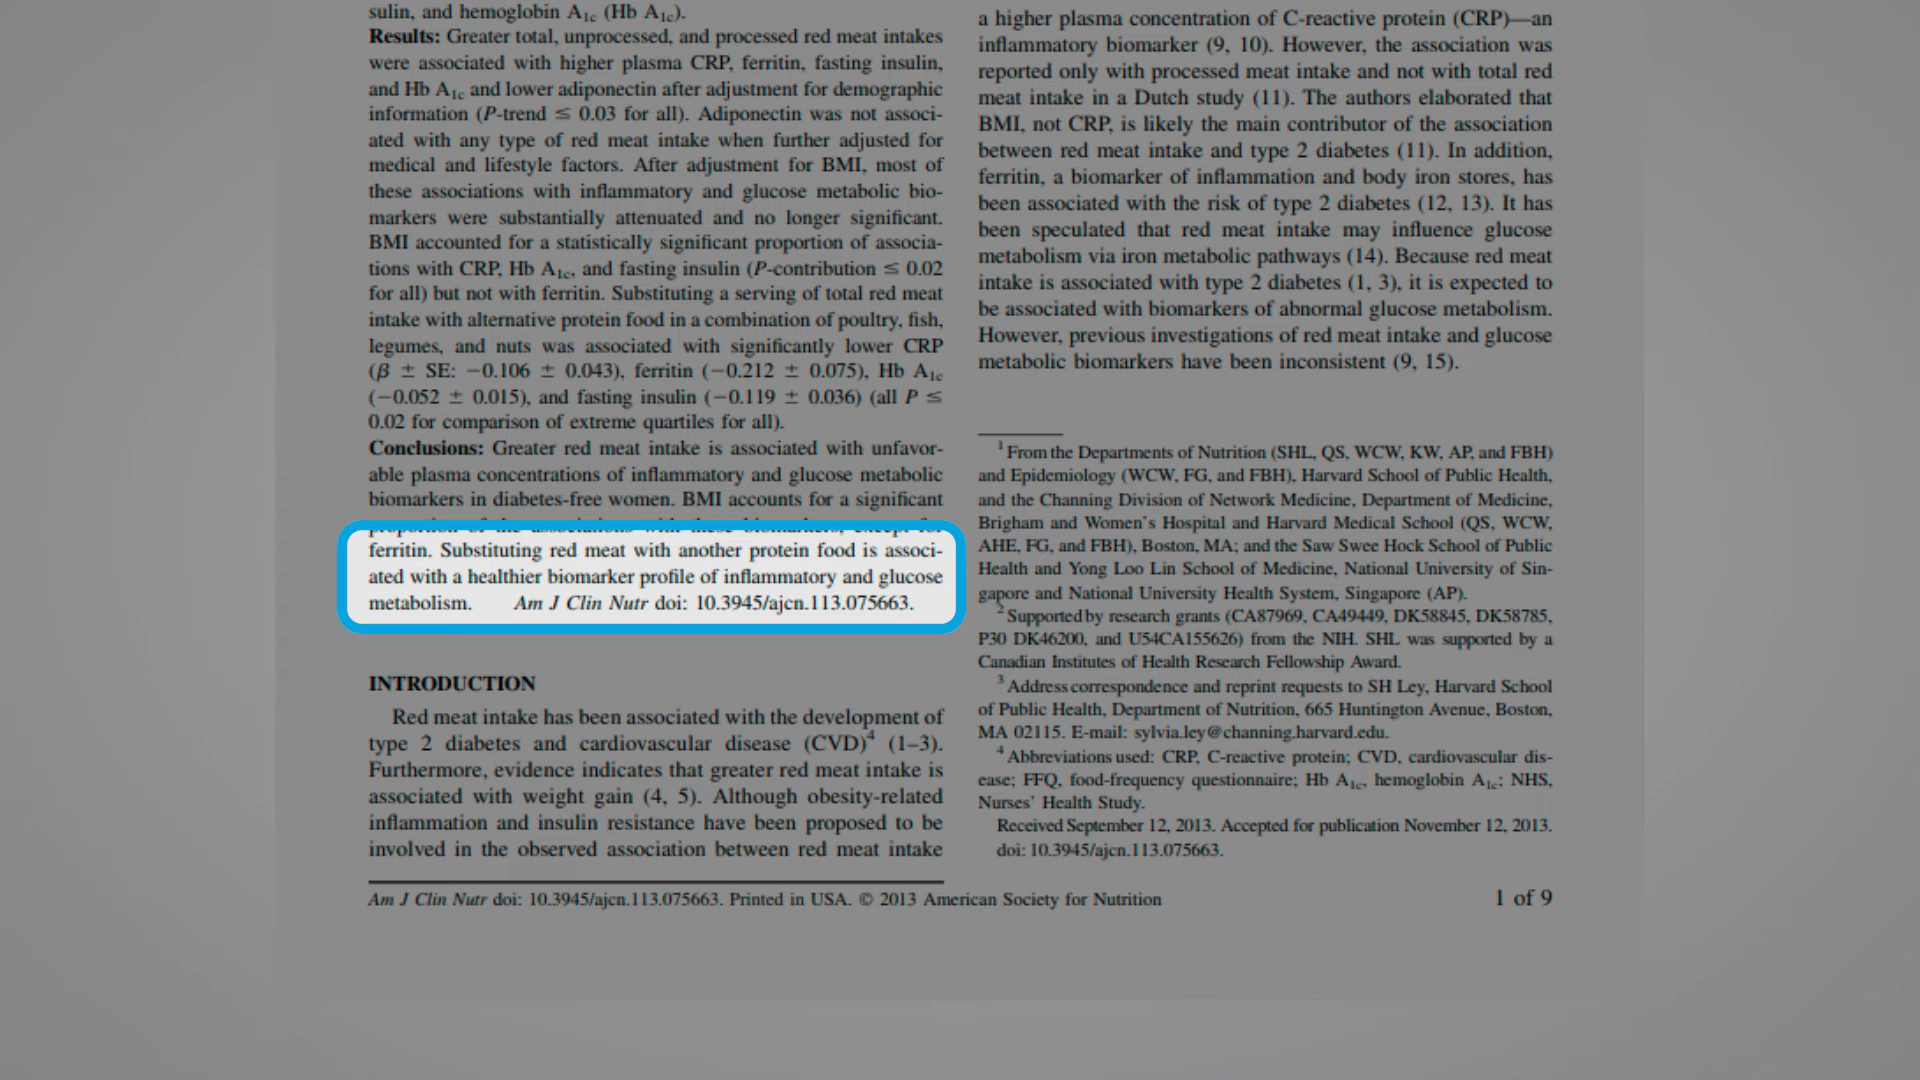 sulin, and hemoglobin A1c (Hb A1c).
Results: Greater total, unprocessed, and processed red meat intakes
were associated with higher plasma CRP, ferritin, fasting insulin,
and Hb A1c and lower adiponectin after adjustment for demographic
information (P-trend ≤ 0.03 for all). Adiponectin was not associ-
ated with any type of red meat intake when further adjusted for
medical and lifestyle factors. After adjustment for BMI, most of
these associations with inflammatory and glucose metabolic bio-
markers were substantially attenuated and no longer significant.
BMI accounted for a statistically significant proportion of associa-
tions with CRP, Hb A1c, and fasting insulin (P-contribution ≤ 0.02
for all) but not with ferritin. Substituting a serving of total red meat
intake with alternative protein food in a combination of poultry, fish,
legumes, and nuts was associated with significantly lower CRP
(β ± SE: −0.106 ± 0.043), ferritin (−0.212 ± 0.075), Hb A1c
(−0.052 ± 0.015), and fasting insulin (−0.119 ± 0.036) (all P ≤
0.02 for comparison of extreme quartiles for all).
Conclusions: Greater red meat intake is associated with unfavor-
able plasma concentrations of inflammatory and glucose metabolic
biomarkers in diabetes-free women. BMI accounts for a significant
ferritin. Substituting red meat with another protein food is associ-
ated with a healthier biomarker profile of inflammatory and glucose
metabolism. Am J Clin Nutr doi: 10.3945/ajcn.113.075663.
INTRODUCTION
Red meat intake has been associated with the development of
type 2 diabetes and cardiovascular disease (CVD)4 (1–3).
Furthermore, evidence indicates that greater red meat intake is
associated with weight gain (4, 5). Although obesity-related
inflammation and insulin resistance have been proposed to be
involved in the observed association between red meat intake
a higher plasma concentration of C-reactive protein (CRP)—an
inflammatory biomarker (9, 10). However, the association was
reported only with processed meat intake and not with total red
meat intake in a Dutch study (11). The authors elaborated that
BMI, not CRP, is likely the main contributor of the association
between red meat intake and type 2 diabetes (11). In addition,
ferritin, a biomarker of inflammation and body iron stores, has
been associated with the risk of type 2 diabetes (12, 13). It has
been speculated that red meat intake may influence glucose
metabolism via iron metabolic pathways (14). Because red meat
intake is associated with type 2 diabetes (1, 3), it is expected to
be associated with biomarkers of abnormal glucose metabolism.
However, previous investigations of red meat intake and glucose
metabolic biomarkers have been inconsistent (9, 15).
1 From the Departments of Nutrition (SHL, QS, WCW, KW, AP, and FBH)
and Epidemiology (WCW, FG, and FBH), Harvard School of Public Health,
and the Channing Division of Network Medicine, Department of Medicine,
Brigham and Women's Hospital and Harvard Medical School (QS, WCW,
AHE, FG, and FBH), Boston, MA; and the Saw Swee Hock School of Public
Health and Yong Loo Lin School of Medicine, National University of Sin-
gapore and National University Health System, Singapore (AP).
2 Supported by research grants (CA87969, CA49449, DK58845, DK58785,
P30 DK46200, and U54CA155626) from the NIH. SHL was supported by a
Canadian Institutes of Health Research Fellowship Award.
3 Address correspondence and reprint requests to SH Ley, Harvard School
of Public Health, Department of Nutrition, 665 Huntington Avenue, Boston,
MA 02115. E-mail: sylvia.ley@channing.harvard.edu.
4 Abbreviations used: CRP, C-reactive protein; CVD, cardiovascular dis-
ease; FFQ, food-frequency questionnaire; Hb A1c, hemoglobin A1c; NHS,
Nurses' Health Study.
Received September 12, 2013. Accepted for publication November 12, 2013.
doi: 10.3945/ajcn.113.075663.
Am J Clin Nutr doi: 10.3945/ajcn.113.075663. Printed in USA. © 2013 American Society for Nutrition
1 of 9